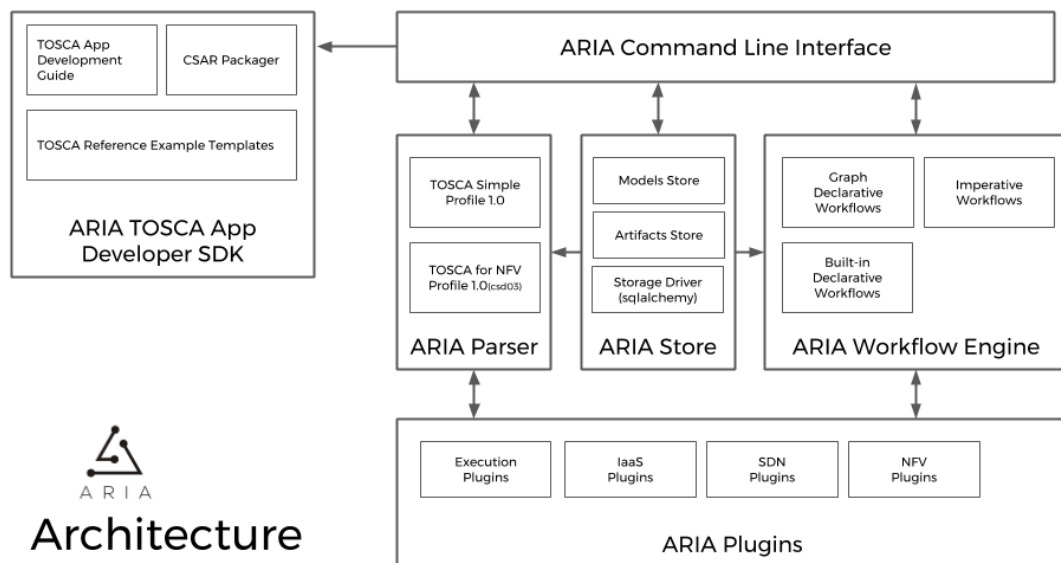 TOSCA App
Development
Guide
CSAR Packager
TOSCA Reference Example Templates
ARIA TOSCA App
Developer SDK
ARIA Command Line Interface
TOSCA Simple
Profile 1.0
TOSCA for NFV
Profile 1.0(csd03)
ARIA Parser
Models Store
Artifacts Store
Storage Driver
(sqlalchemy)
ARIA Store
Graph
Declarative
Workflows
Imperative
Workflows
Built-in
Declarative
Workflows
ARIA Workflow Engine
Execution
Plugins
IaaS
Plugins
SDN
Plugins
NFV
Plugins
ARIA Plugins
ARIA
Architecture